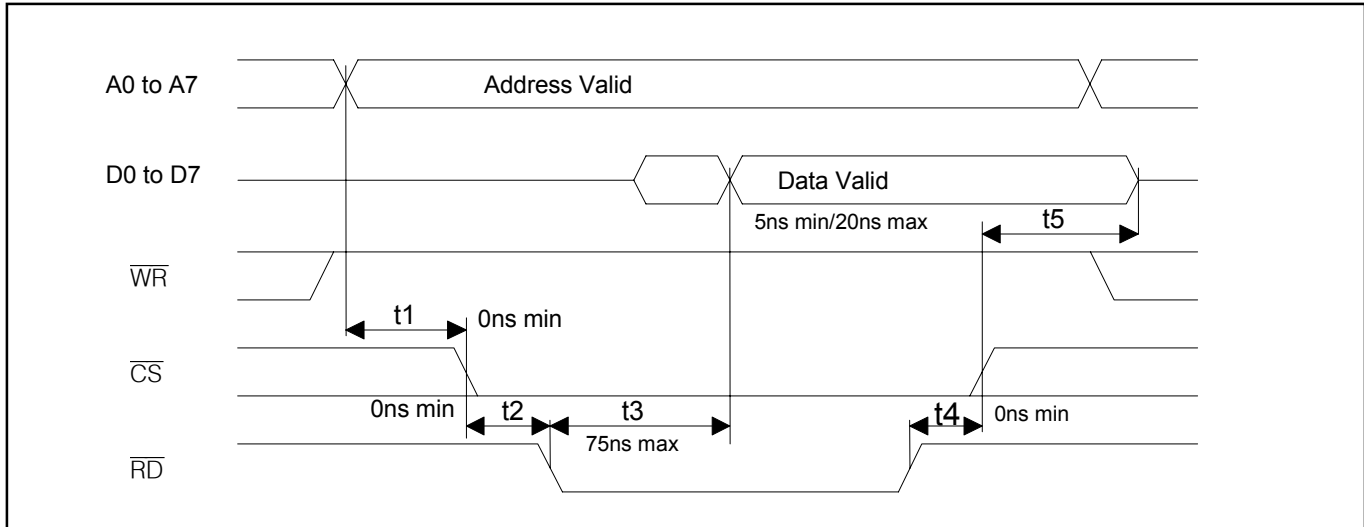 A0 to A7
Address Valid
D0 to D7
Data Valid
5ns min/20ns max
t5
WR
t1
0ns min
CS
0ns min
t2
t3
t4
0ns min
75ns max
RD